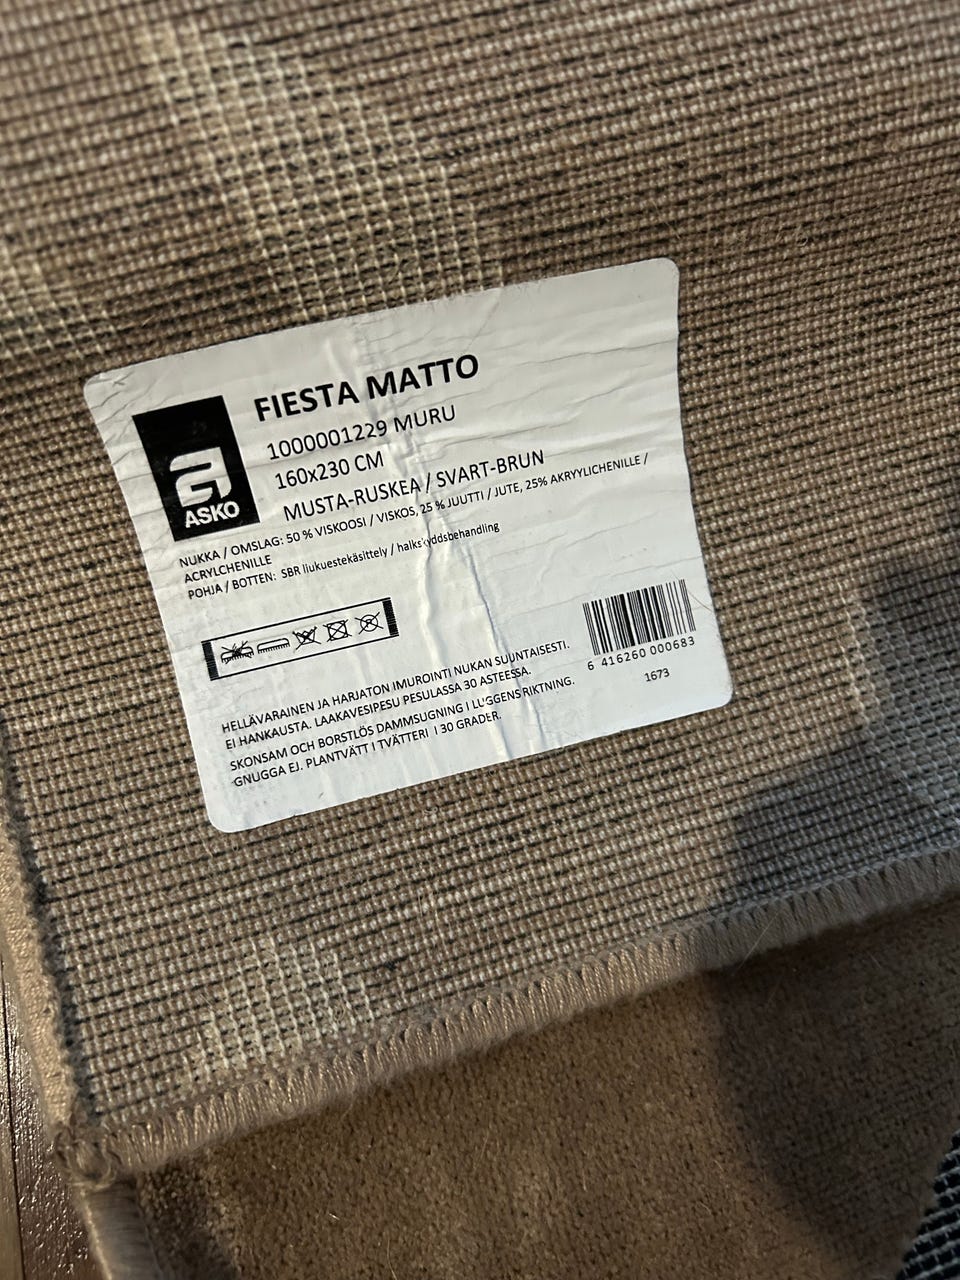 FIESTA MATTO
1000001229 MURU
160x230 CM
MUSTA-RUSKEA / SVART-BRUN
ASKO
NUKKA / OMSLAG: 50 % VISKOOSI / VISKOS, 25 % JUUTTI / JUTE, 25% AKRYYLICHENILLE /
ACRYLCHENILLE
POHJA / BOTTEN: SBR liukuestekäsittely / halkskyddsbehandling
HELLÄVARAINEN JA HARJATON IMUROINTI NUKAN SUUNTAISESTI.
EI HANKAUSTA. LAAKAVESIPESU PESULASSA 30 ASTEESSA.
SKONSAM OCH BORSTLÖS DAMMSUGNING I LUGGENS RIKTNING.
GNUGGA EJ. PLANTVÄTT I TVÄTTERI I 30 GRADER.
6 416260 000683
1673